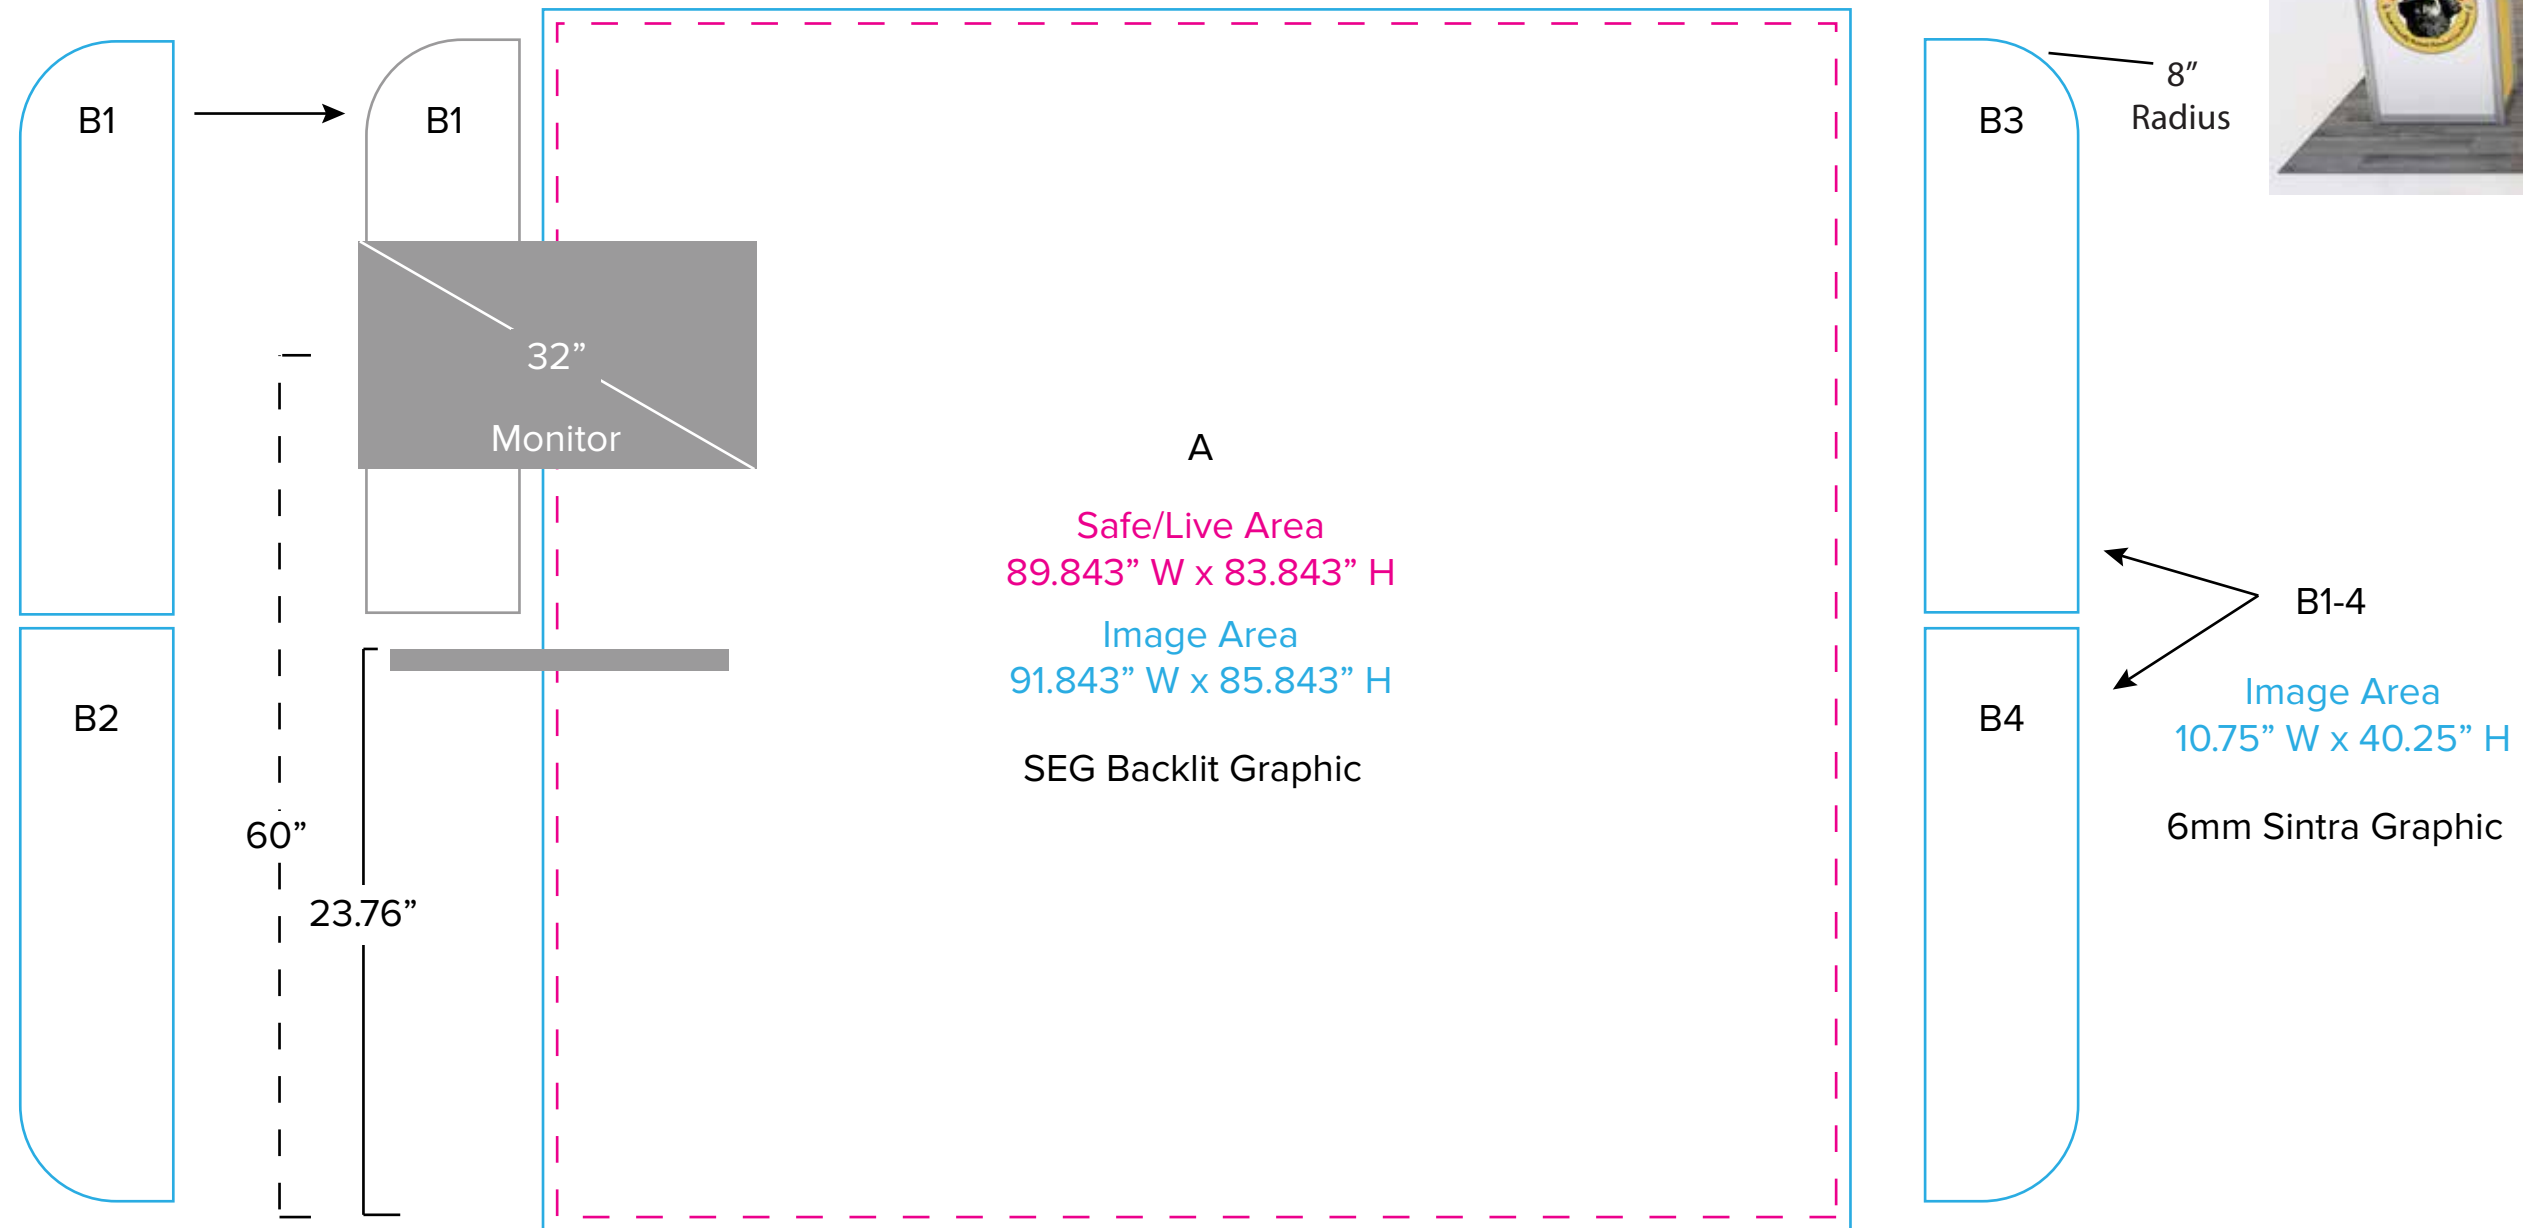 B1
B1
B3
8”
Radius
32”
Monitor
A
Safe/Live Area
89.843” W x 83.843” H
Image Area
91.843” W x 85.843” H
SEG Backlit Graphic
B1-4
B2
B4
Image Area
10.75” W x 40.25” H
6mm Sintra Graphic
60”
23.76”